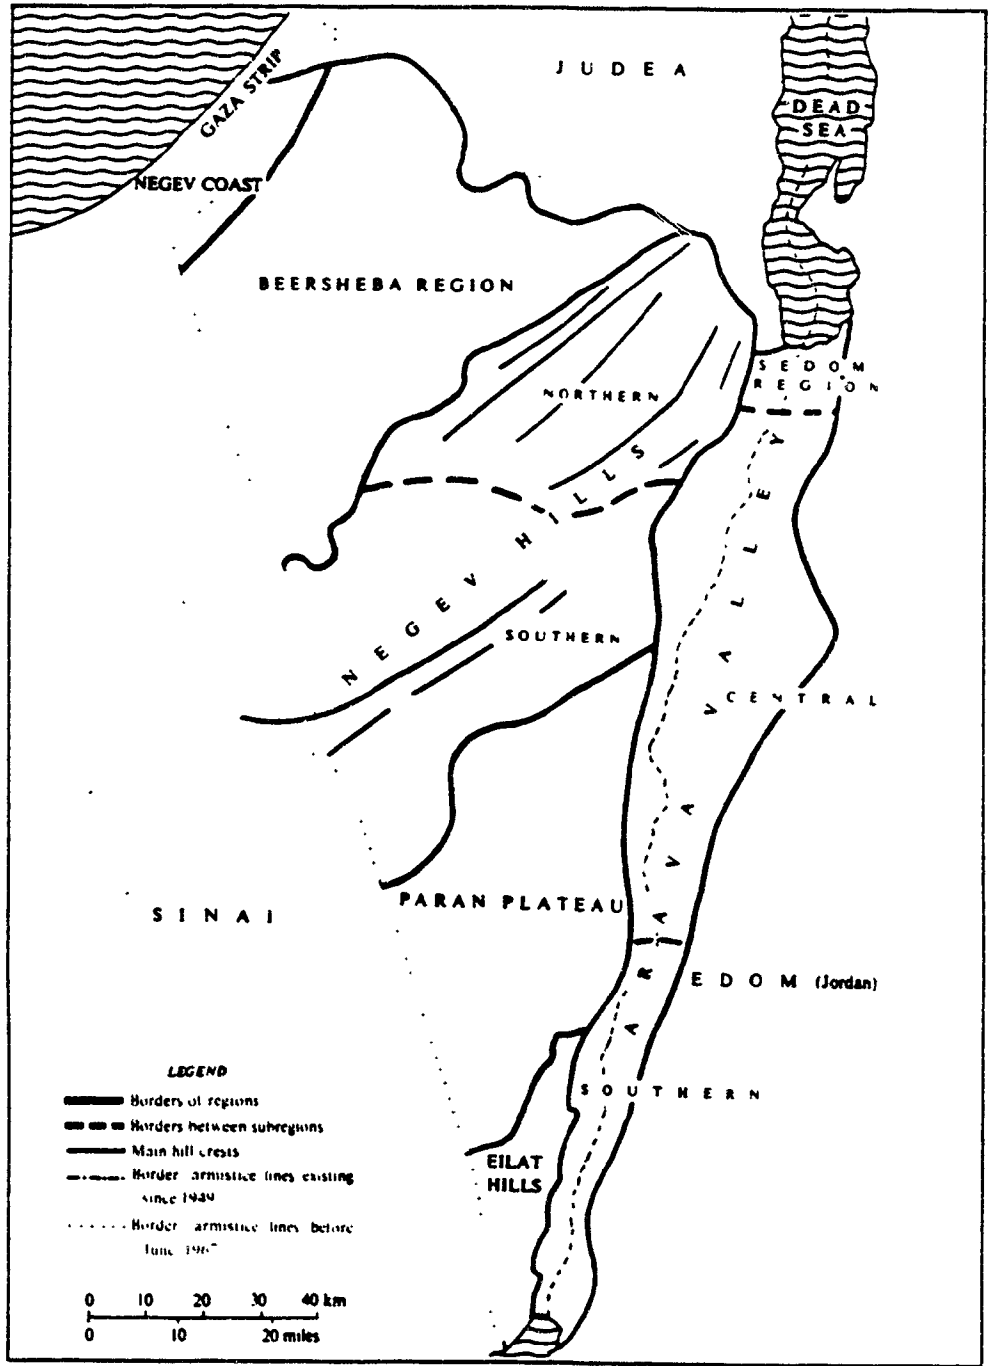 JUDEA
DEAD
SEA
GAZA STRIP
NEGEV COAST
BEERSHEBA REGION
SEDOM
REGION
NORTHERN
NEGEV HILLS
SOUTHERN
ARAVA VALLEY
CENTRAL
PARAN PLATEAU
SINAI
EDOM (Jordan)
SOUTHERN
EILAT
HILLS
LEGEND
Borders of regions
Borders between subregions
Main hill crests
Border armistice lines existing
since 1949
Border armistice lines before
June
0 10 20 30 40 km
0 10 20 miles